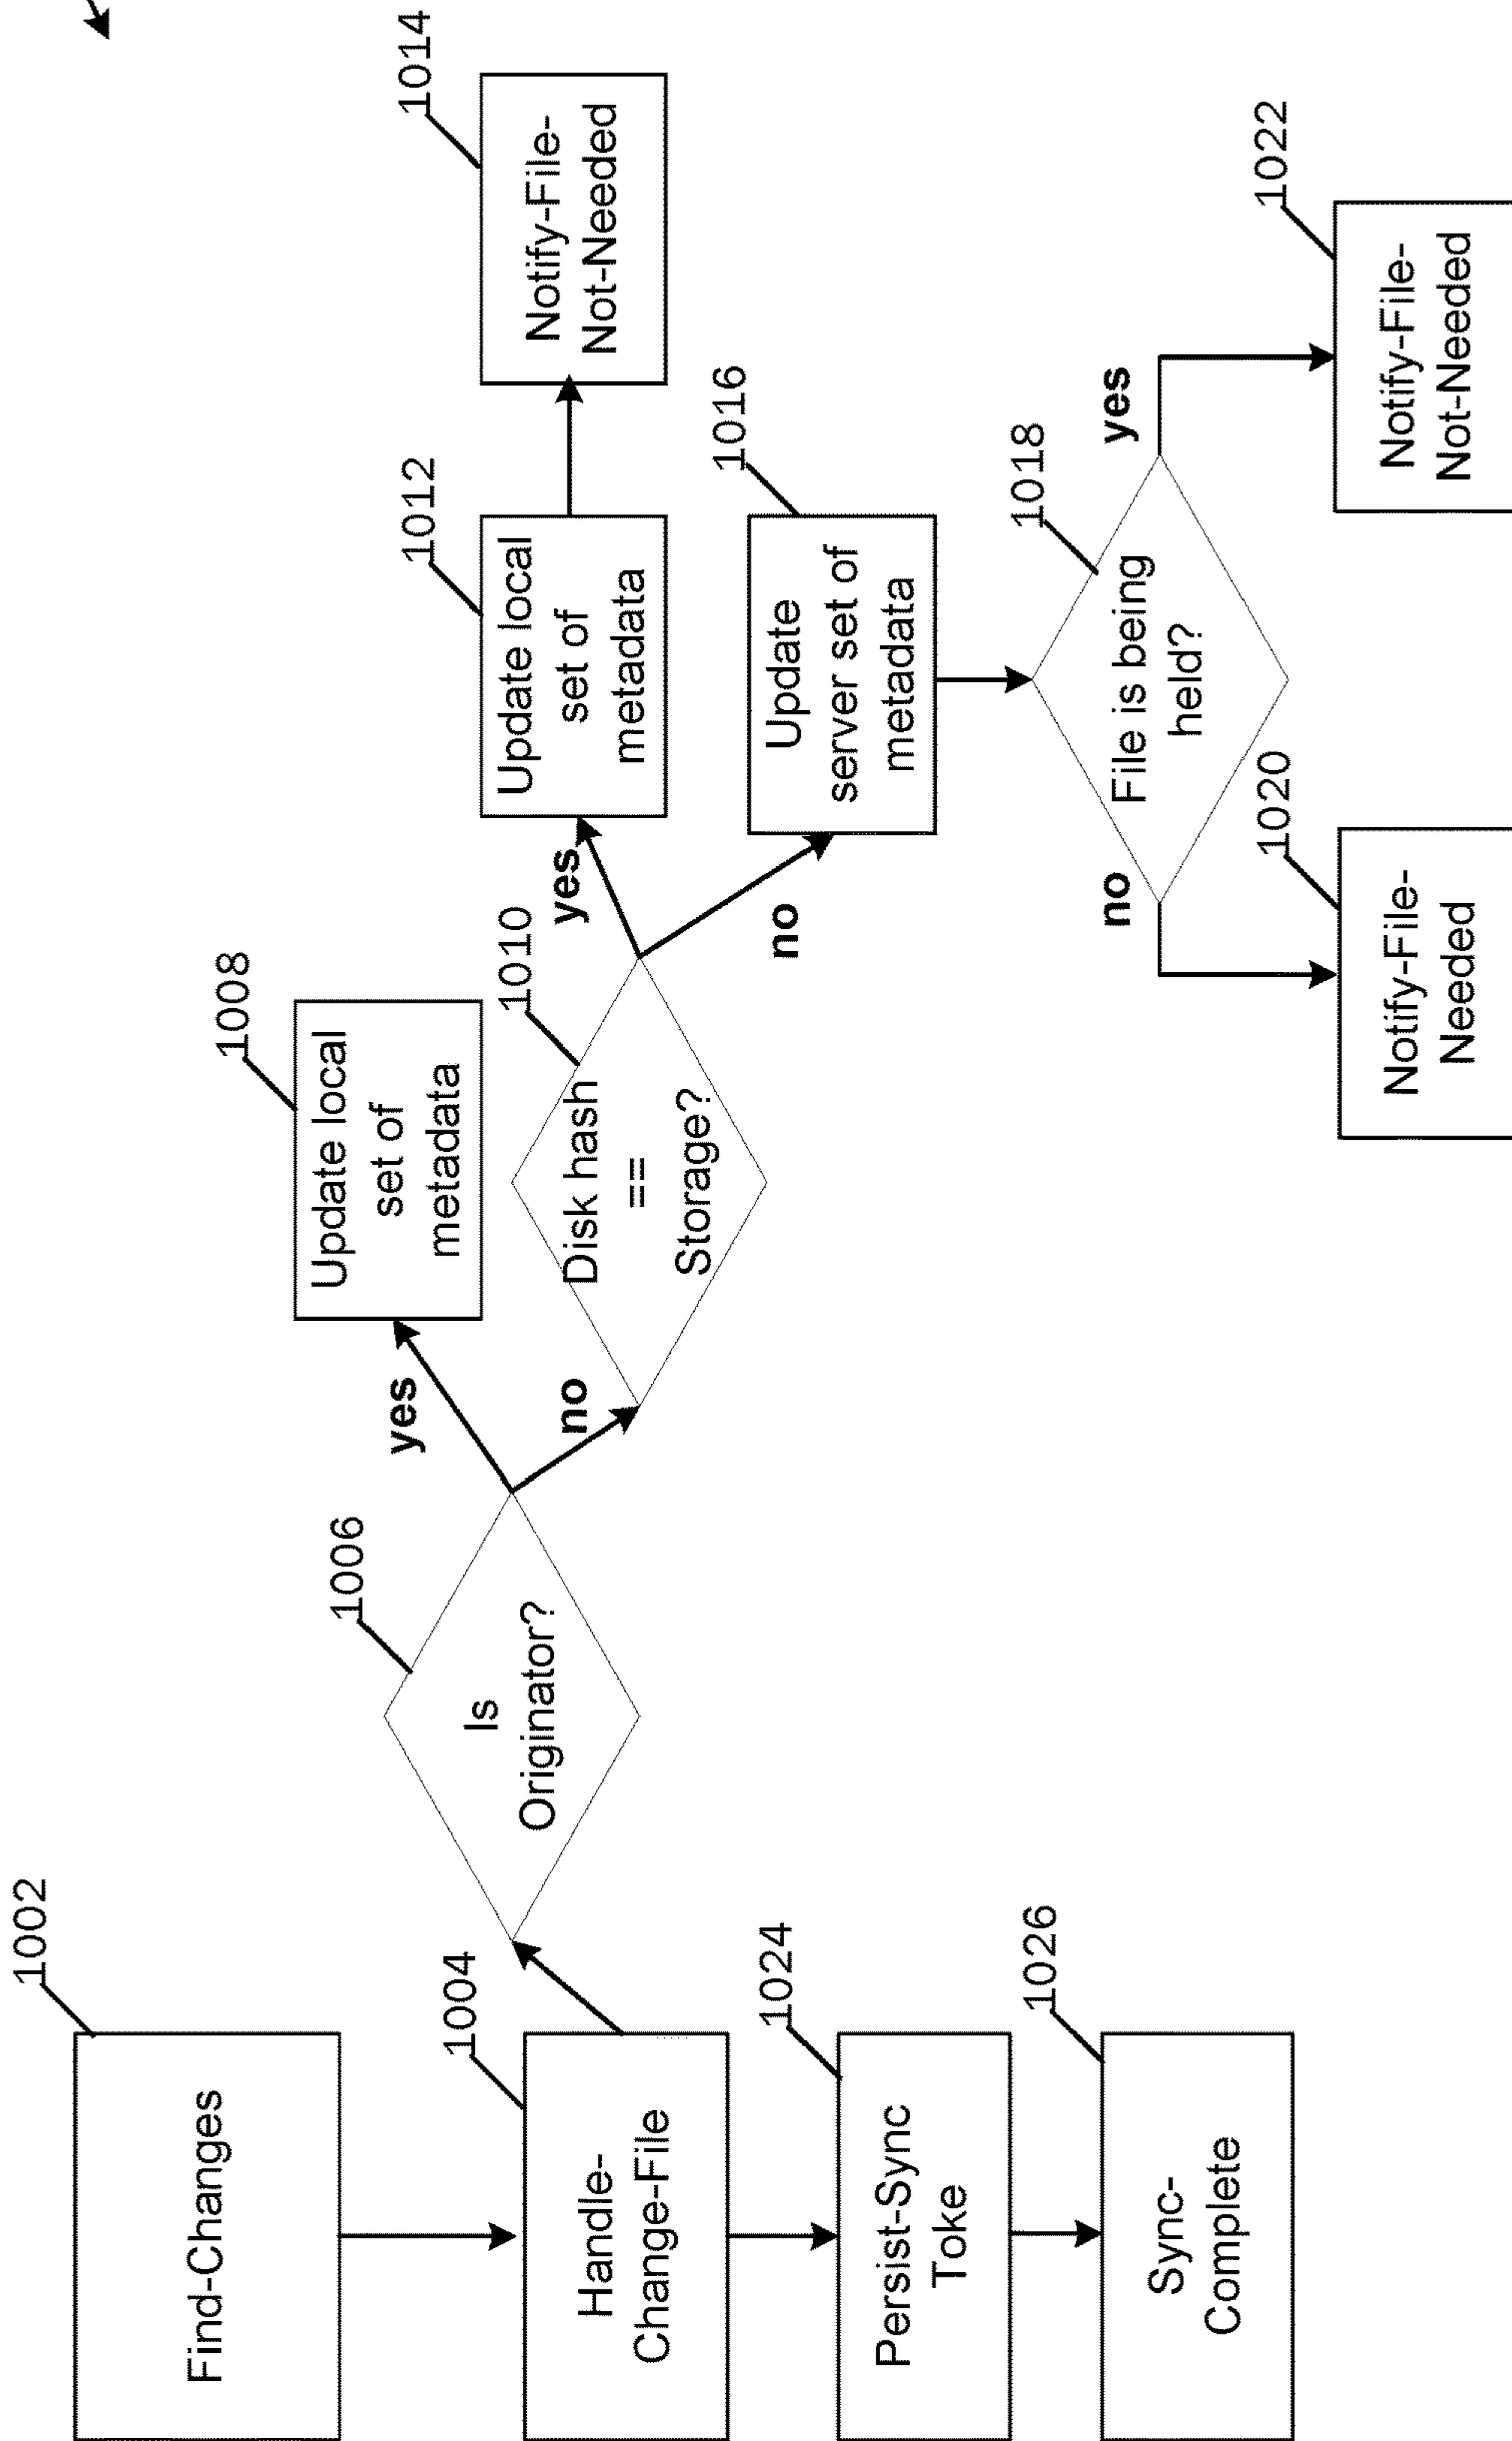 1002
Find-Changes
1004
Handle-
Change-File
1024
Persist-Sync
Toke
1026
Sync-
Complete
1006
Is
Originator?
yes
no
1008
Update local
set of
metadata
1010
Disk hash
==
Storage?
yes
no
1012
Update local
set of
metadata
1014
Notify-File-
Not-Needed
1016
Update
server set of
metadata
1018
File is being
held?
no
yes
1020
Notify-File-
Needed
1022
Notify-File-
Not-Needed